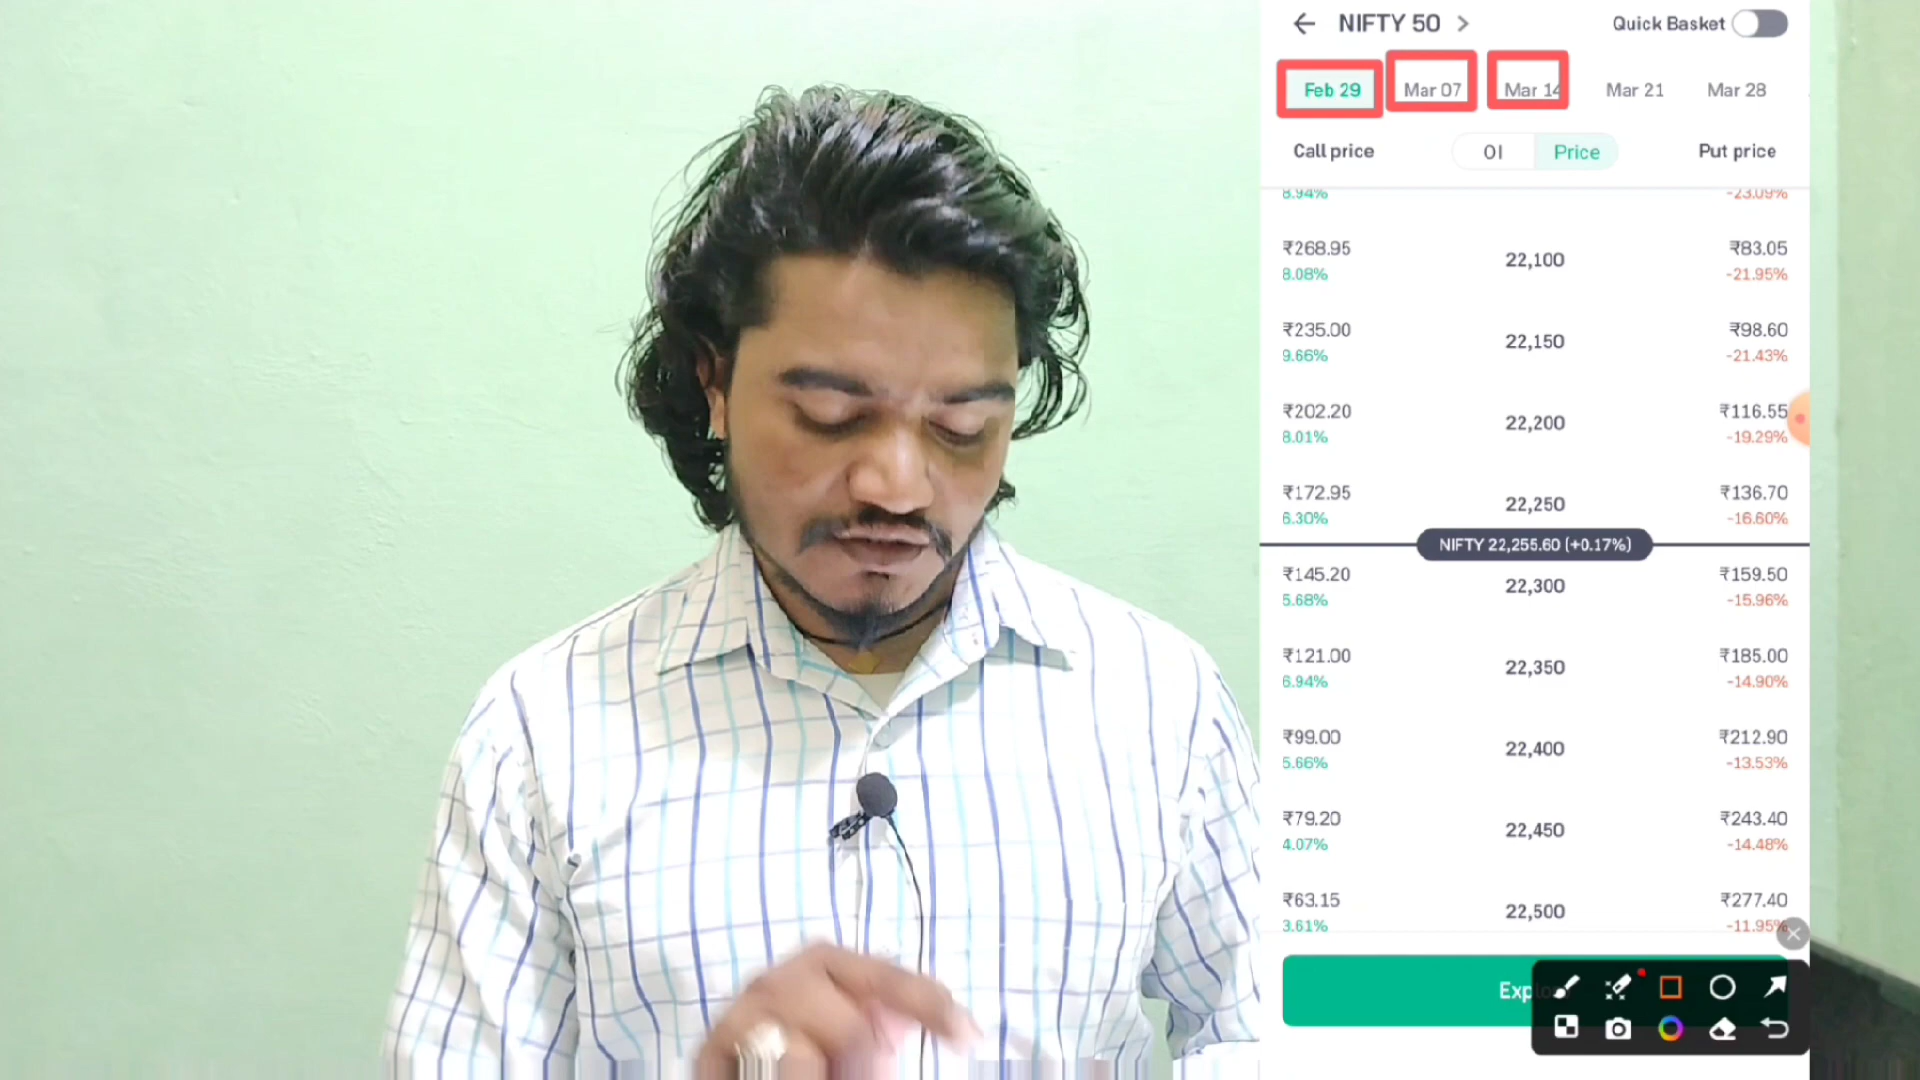 NIFTY 50
Quick Basket
Feb 29 Mar 07 Mar 14 Mar 21 Mar 28
Call price OI Price Put price
8.94% -23.09%
₹268.95 22,100 ₹83.05
8.08% -21.95%
₹235.00 22,150 ₹98.60
9.66% -21.43%
₹202.20 22,200 ₹116.55
8.01% -19.29%
₹172.95 22,250 ₹136.70
6.30% -16.60%
NIFTY 22,255.60 (+0.17%)
₹145.20 22,300 ₹159.50
5.68% -15.96%
₹121.00 22,350 ₹185.00
6.94% -14.90%
₹99.00 22,400 ₹212.90
5.66% -13.53%
₹79.20 22,450 ₹243.40
4.07% -14.48%
₹63.15 22,500 ₹277.40
3.61% -11.95%